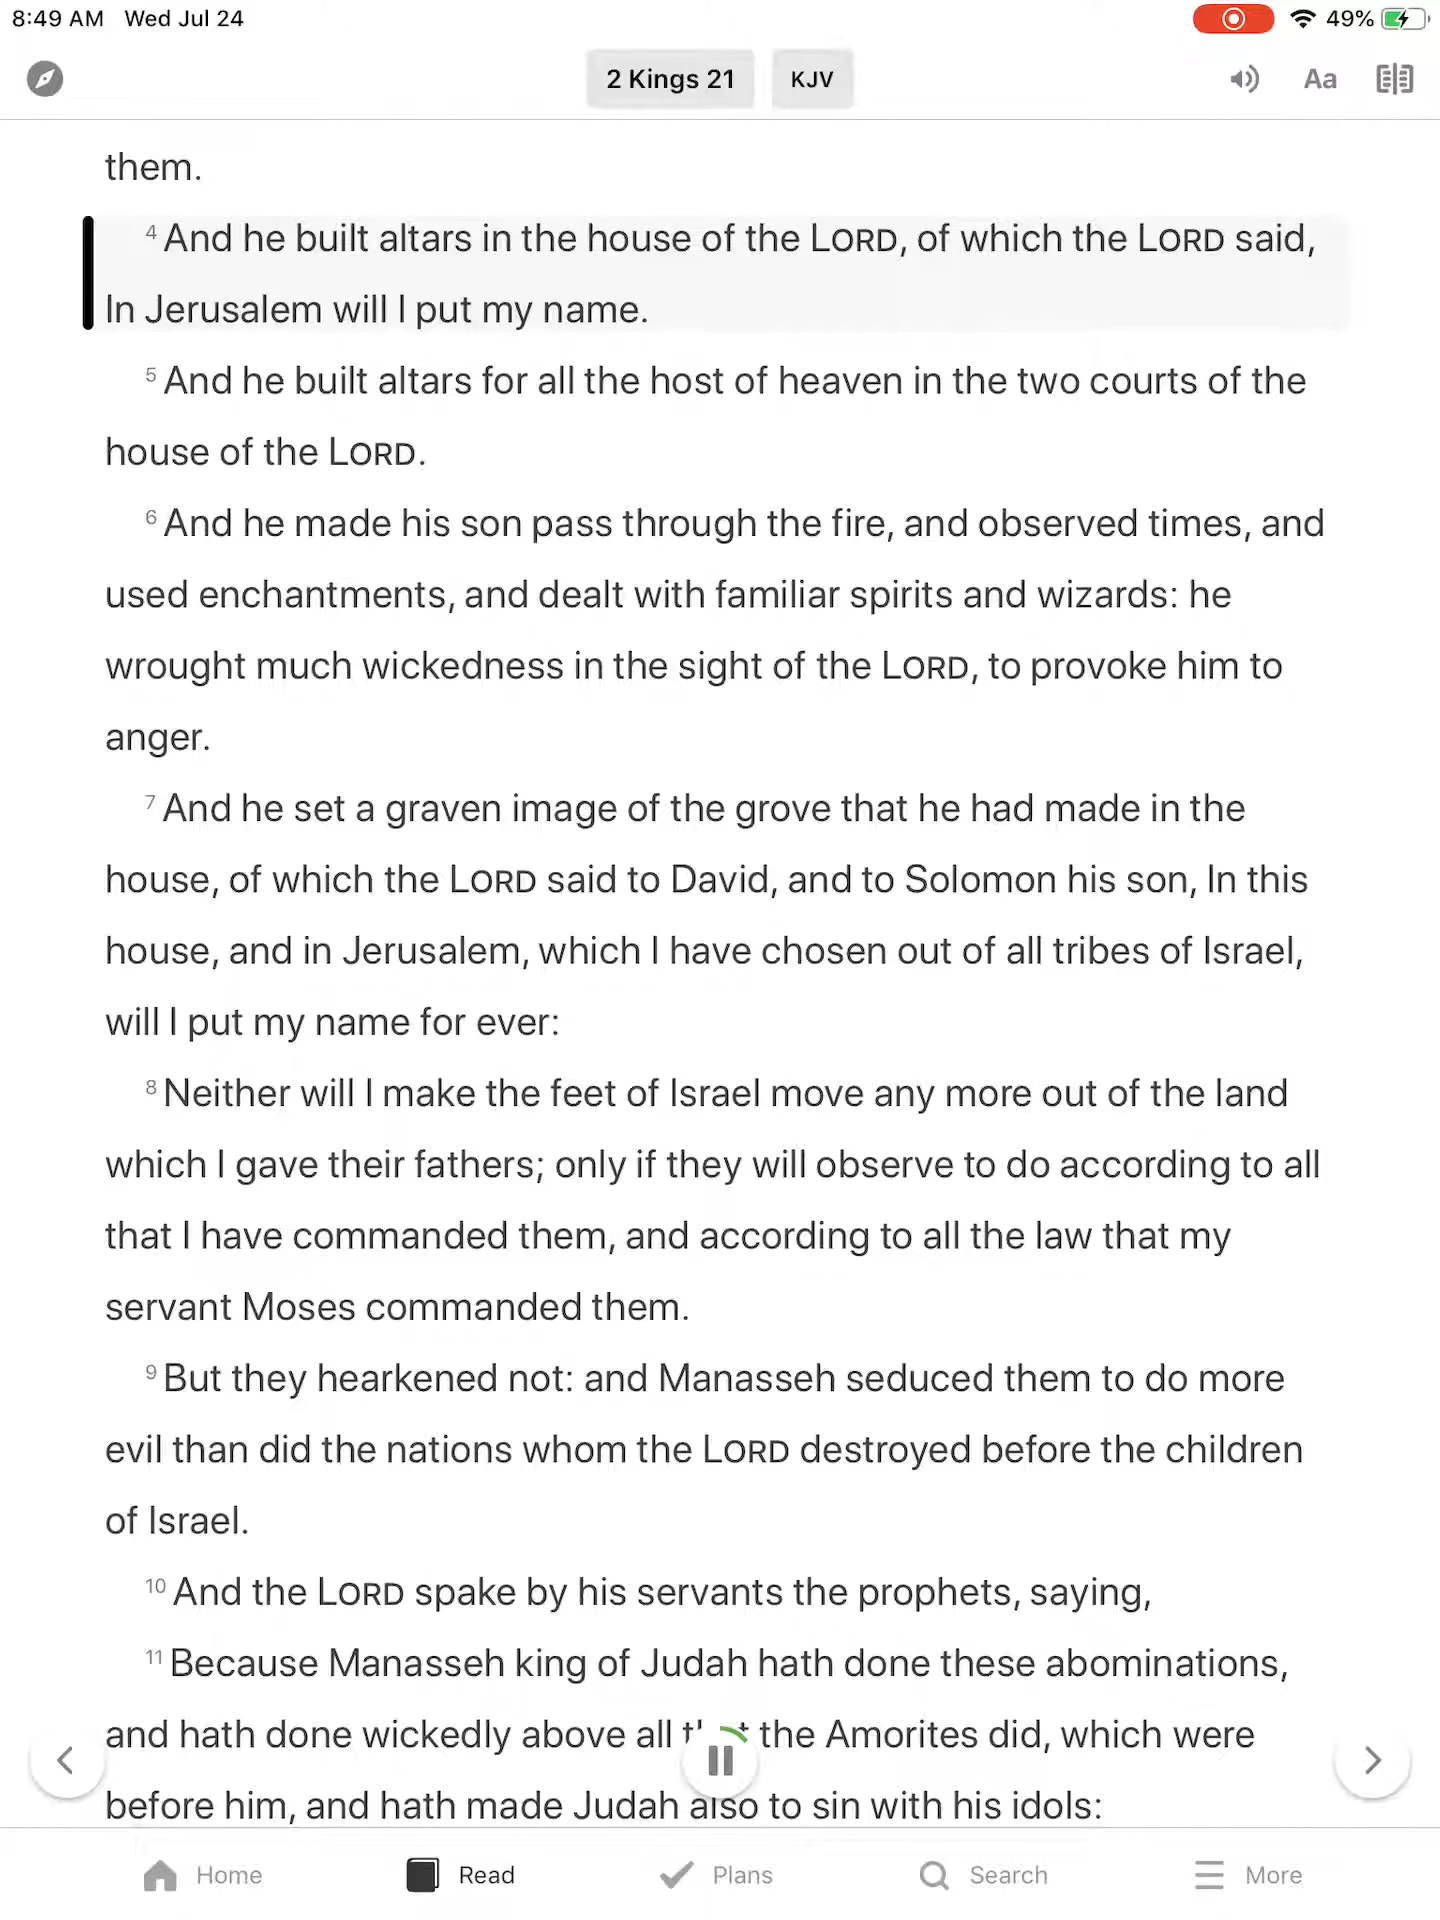 8:49 AM Wed Jul 24 49%
2 Kings 21 KJV Aa
them.
4 And he built altars in the house of the LORD, of which the LORD said,
In Jerusalem will I put my name.
5 And he built altars for all the host of heaven in the two courts of the
house of the LORD.
6 And he made his son pass through the fire, and observed times, and
used enchantments, and dealt with familiar spirits and wizards: he
wrought much wickedness in the sight of the LORD, to provoke him to
anger.
7 And he set a graven image of the grove that he had made in the
house, of which the LORD said to David, and to Solomon his son, In this
house, and in Jerusalem, which I have chosen out of all tribes of Israel,
will I put my name for ever:
8 Neither will I make the feet of Israel move any more out of the land
which I gave their fathers; only if they will observe to do according to all
that I have commanded them, and according to all the law that my
servant Moses commanded them.
9 But they hearkened not: and Manasseh seduced them to do more
evil than did the nations whom the LORD destroyed before the children
of Israel.
10 And the LORD spake by his servants the prophets, saying,
11 Because Manasseh king of Judah hath done these abominations,
and hath done wickedly above all the Amorites did, which were
before him, and hath made Judah also to sin with his idols:
Home Read Plans Search More